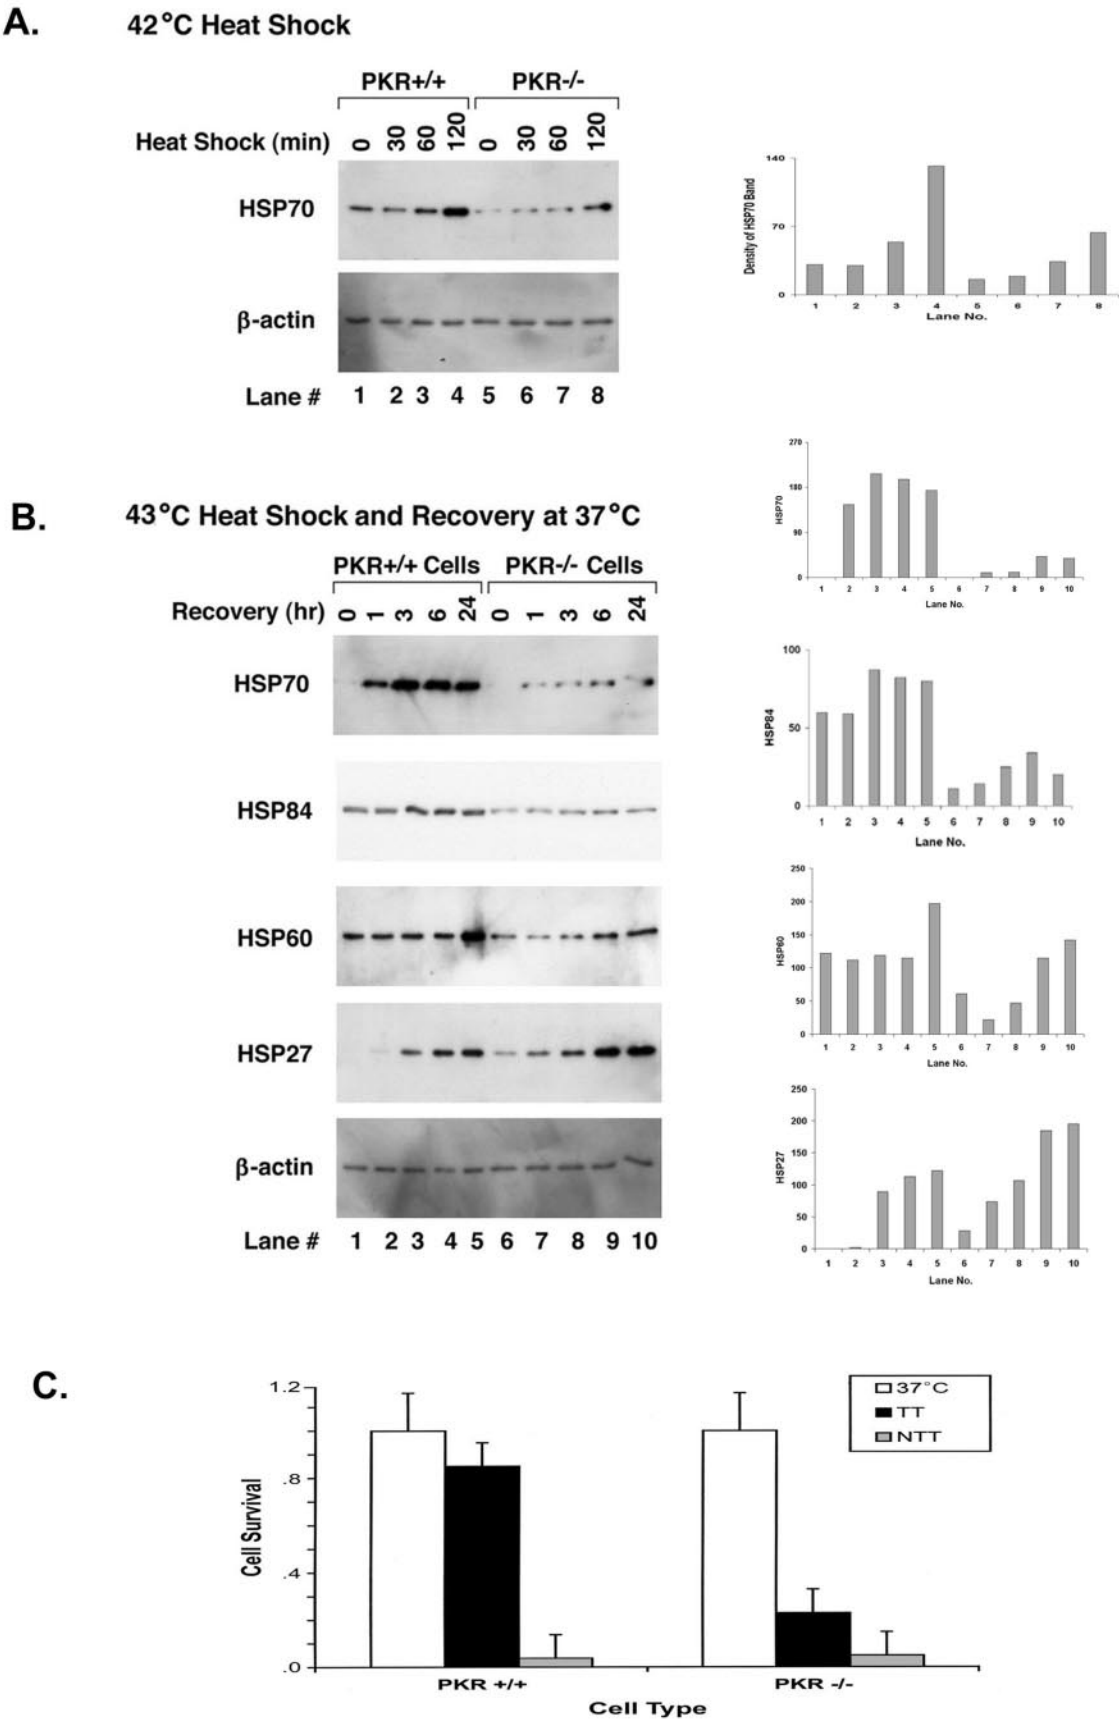 A.
42°C Heat Shock
PKR+/+ PKR-/-
Heat Shock (min) 0 30 60 120 0 30 60 120
HSP70
β-actin
Lane # 1 2 3 4 5 6 7 8
140
70
0
Density of HSP70 Band
1 2 3 4 5 6 7 8
Lane No.
B.
43°C Heat Shock and Recovery at 37°C
PKR+/+ Cells PKR-/- Cells
Recovery (hr) 0 1 3 6 24 0 1 3 6 24
HSP70
HSP84
HSP60
HSP27
β-actin
Lane # 1 2 3 4 5 6 7 8 9 10
270
180
90
0
HSP70
1 2 3 4 5 6 7 8 9 10
Lane No.
100
50
0
HSP84
1 2 3 4 5 6 7 8 9 10
Lane No.
250
200
150
100
50
0
HSP60
1 2 3 4 5 6 7 8 9 10
Lane No.
250
200
150
100
50
0
HSP27
1 2 3 4 5 6 7 8 9 10
Lane No.
C.
1.2
.8
.4
.0
Cell Survival
37°C
TT
NTT
PKR +/+ PKR -/-
Cell Type